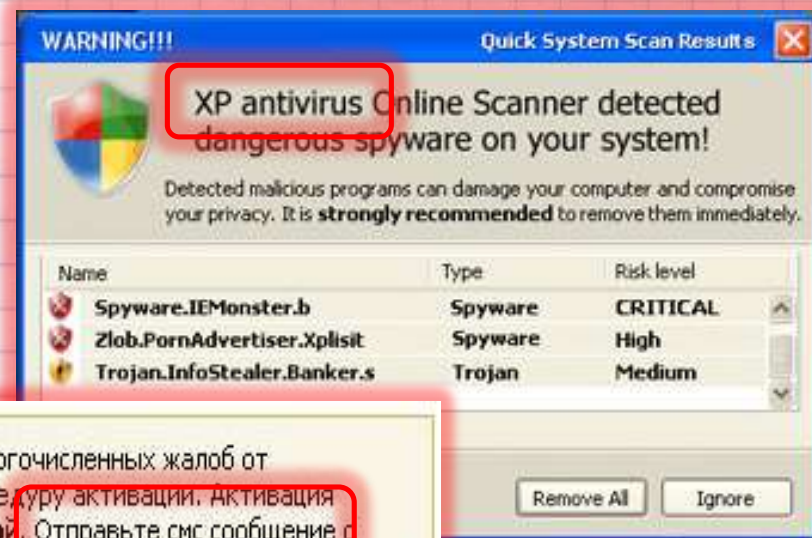 WARNING!!!
Quick System Scan Results
XP antivirus Online Scanner detected
dangerous spyware on your system!
Detected malicious programs can damage your computer and compromise
your privacy. It is strongly recommended to remove them immediately.
Name Type Risk level
Spyware.IEMonster.b Spyware CRITICAL
Zlob.PornAdvertiser.Xplisit Spyware High
Trojan.InfoStealer.Banker.s Trojan Medium
Remove All Ignore
жалоб от
активации. Активация
Отправьте смс сообщение с